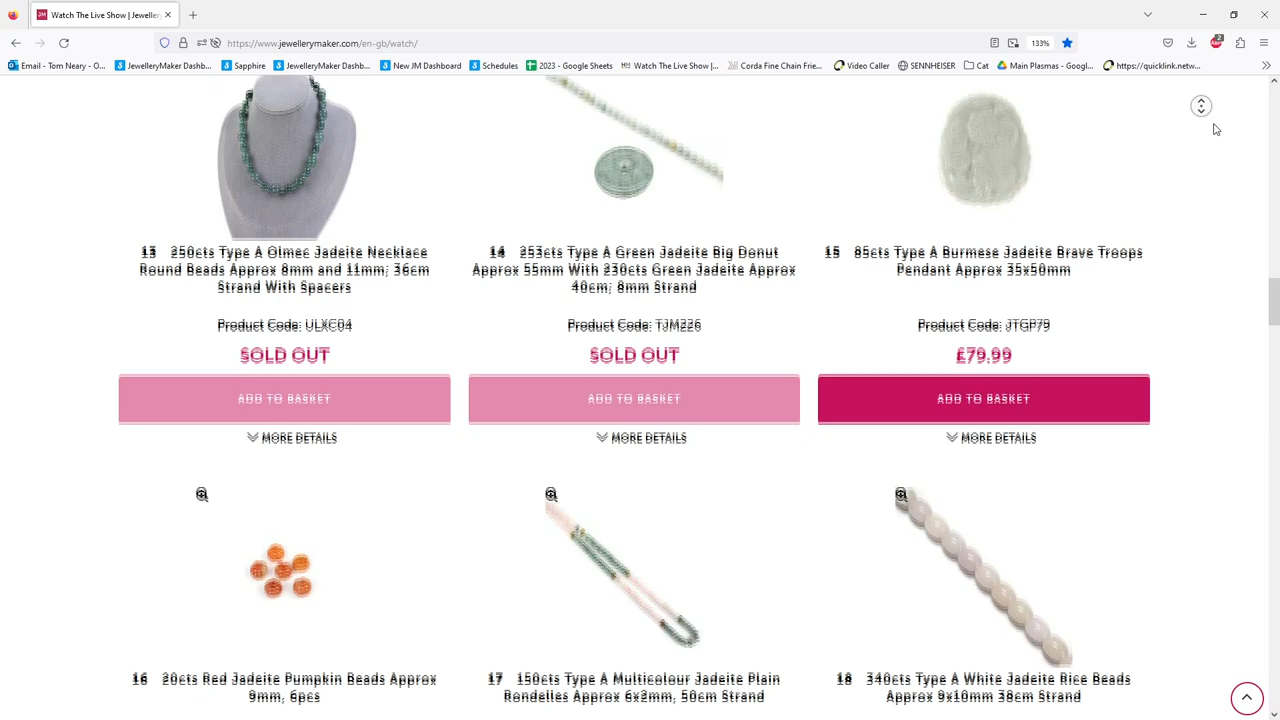 Watch The Live Show | Jeweller
https://www.jewellerymaker.com/en-gb/watch/
133%
2
Email - Tom Neary - O...
JewelleryMaker Dashb...
Sapphire
JewelleryMaker Dashb...
New JM Dashboard
Schedules
2023 - Google Sheets
Watch The Live Show |...
Corda Fine Chain Frie...
Video Caller
SENNHEISER
Cat
Main Plasmas - Googl...
https://quicklink.netw...
13 250cts Type A Olmec Jadeite Necklace
Round Beads Approx 8mm and 11mm; 36cm
Strand With Spacers
Product Code: ULXC04
SOLD OUT
ADD TO BASKET
MORE DETAILS
14 253cts Type A Green Jadeite Big Donut
Approx 55mm With 230cts Green Jadeite Approx
40cm; 8mm Strand
Product Code: TJM226
SOLD OUT
ADD TO BASKET
MORE DETAILS
15 85cts Type A Burmese Jadeite Brave Troops
Pendant Approx 35x50mm
Product Code: JTGP79
£79.99
ADD TO BASKET
MORE DETAILS
16 20cts Red Jadeite Pumpkin Beads Approx
9mm, 6pcs
17 150cts Type A Multicolour Jadeite Plain
Rondelles Approx 6x2mm, 50cm Strand
18 340cts Type A White Jadeite Rice Beads
Approx 9x10mm 38cm Strand